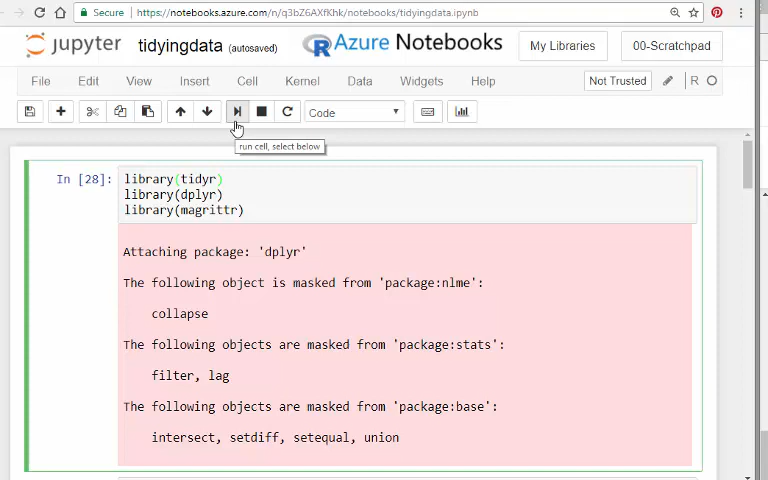 Secure https://notebooks.azure.com/n/q3bZ6AXfKhk/notebooks/tidyingdata.ipynb
jupyter tidyingdata (autosaved) Azure Notebooks My Libraries 00-Scratchpad
File Edit View Insert Cell Kernel Data Widgets Help Not Trusted R
Code
run cell, select below
In [28]: library(tidyr)
library(dplyr)
library(magrittr)
Attaching package: 'dplyr'
The following object is masked from 'package:nlme':
collapse
The following objects are masked from 'package:stats':
filter, lag
The following objects are masked from 'package:base':
intersect, setdiff, setequal, union